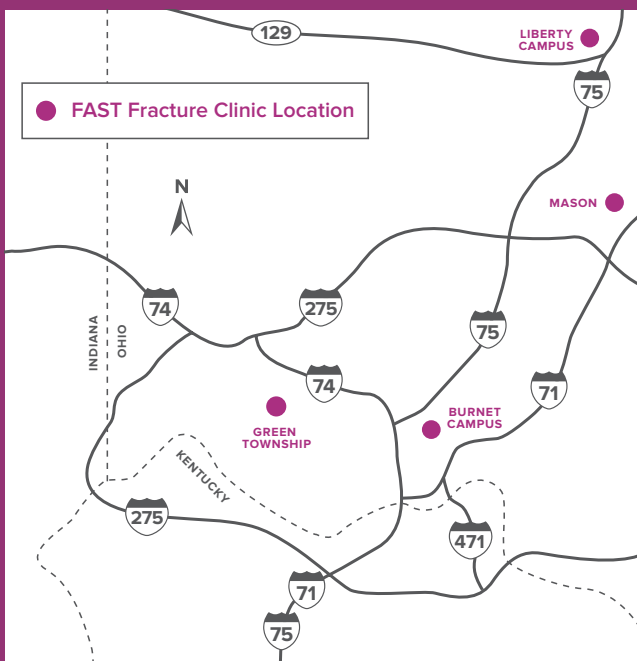 129
LIBERTY
CAMPUS
75
FAST Fracture Clinic Location
N
MASON
74
275
75
INDIANA
OHIO
74
71
GREEN
TOWNSHIP
BURNET
CAMPUS
KENTUCKY
275
471
71
75